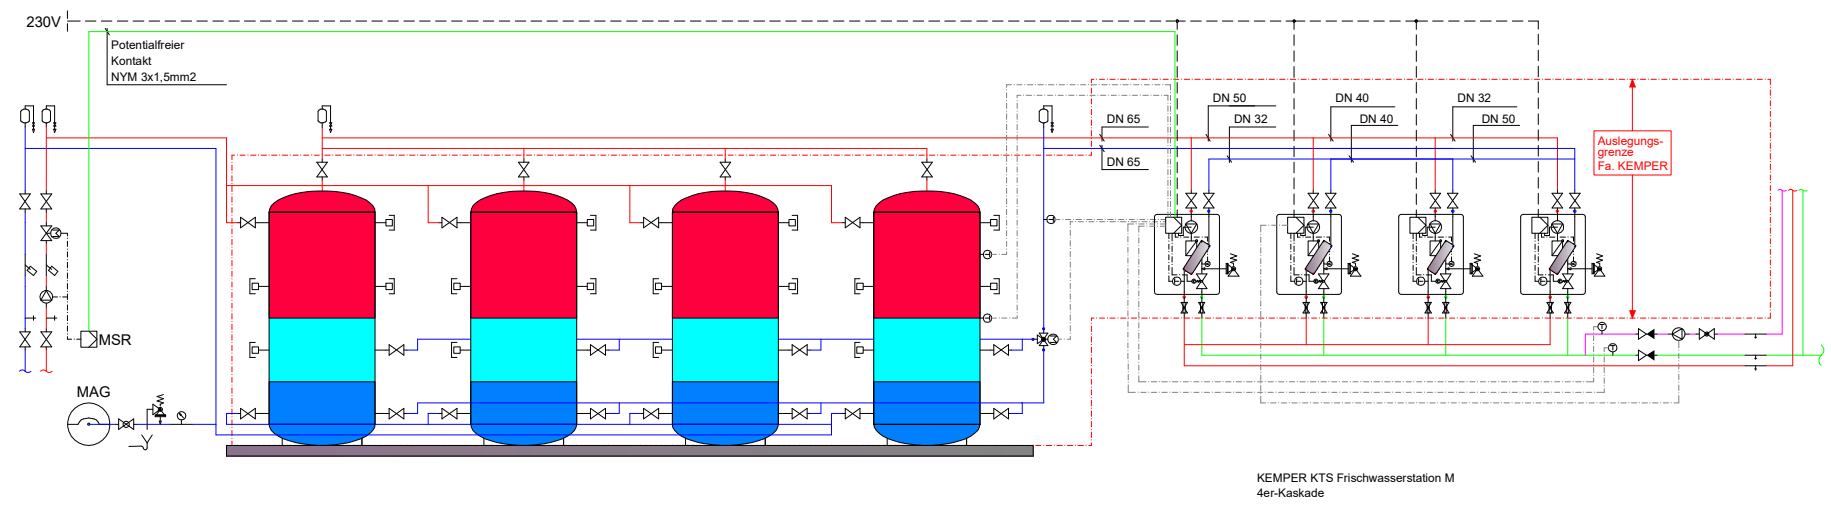 230V
Potentialfreier
Kontakt
NYM 3x1,5mm2
DN 50
DN 40
DN 32
DN 65
DN 32
DN 40
DN 50
DN 65
Auslegungs-
grenze
Fa. KEMPER
MSR
MAG
KEMPER KTS Frischwasserstation M
4er-Kaskade